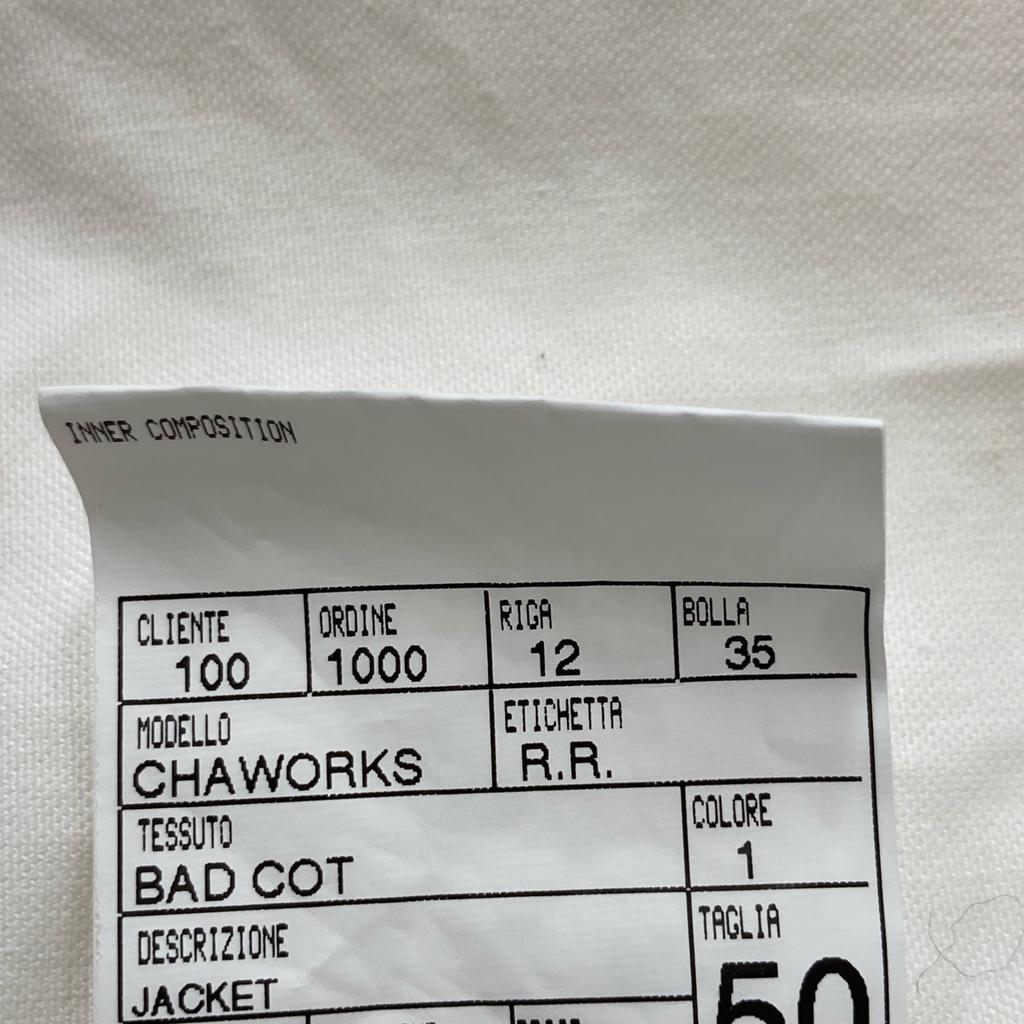 INNER COMPOSITION
CLIENTE ORDINE RIGA BOLLA
100 1000 12 35
MODELLO ETICHETTA
CHAWORKS R.R.
TESSUTO COLORE
BAD COT 1
DESCRIZIONE TAGLIA
JACKET 50